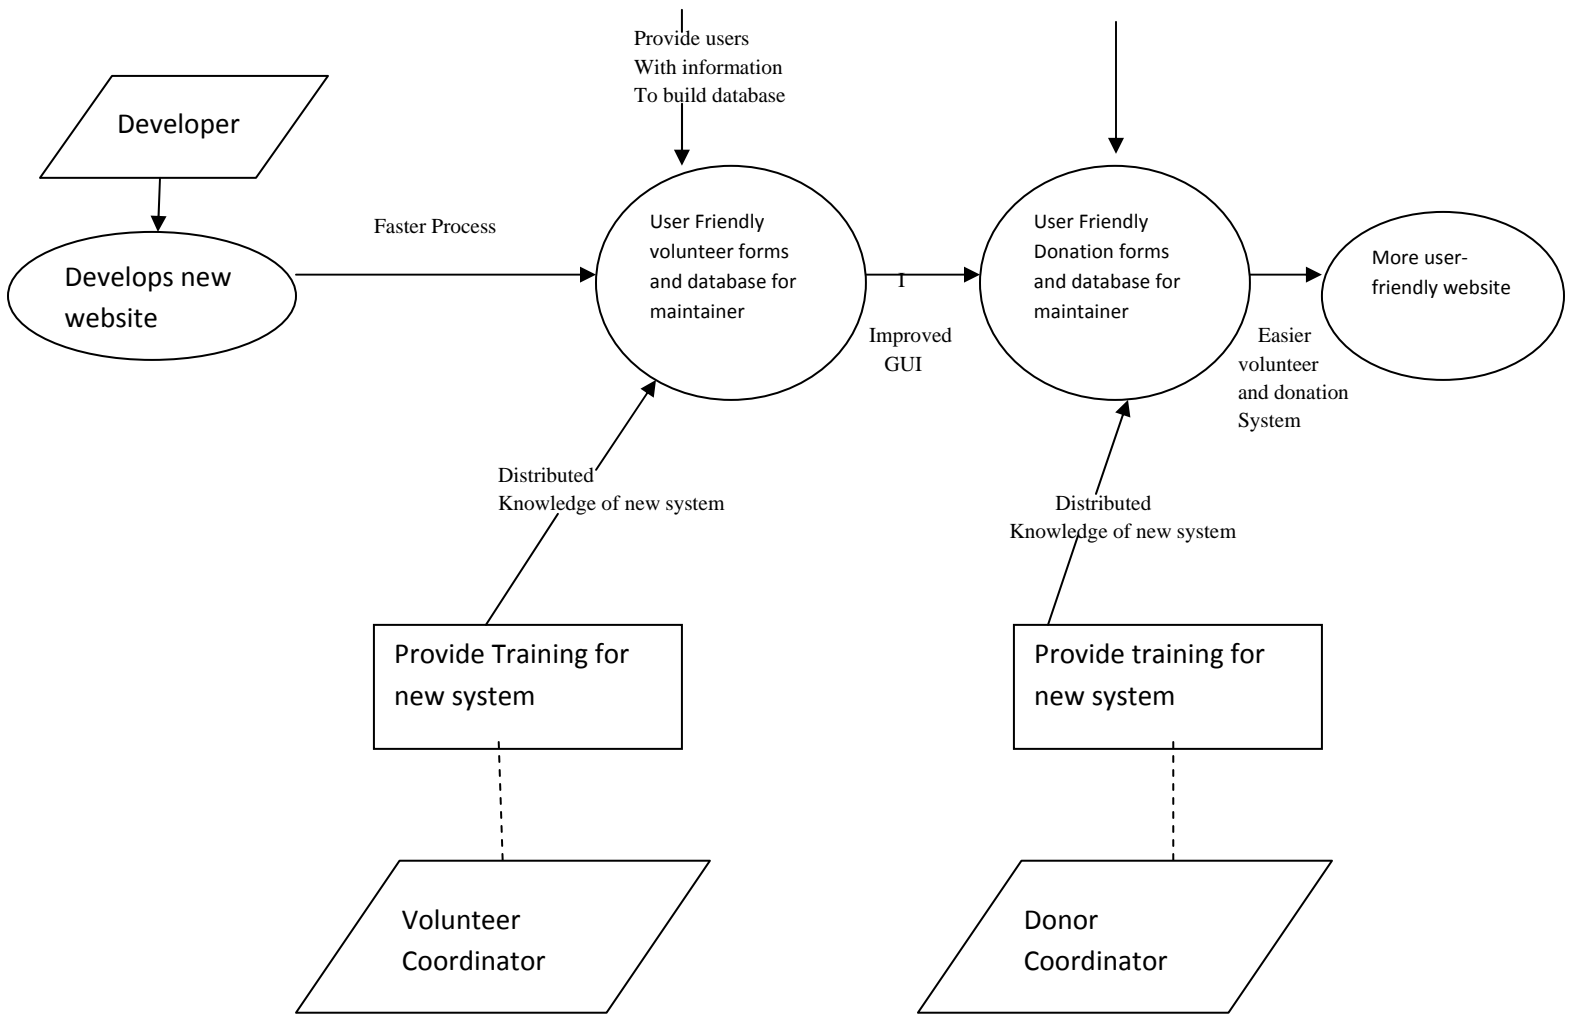 Provide users
With information
To build database
Developer
Faster Process
Develops new
website
User Friendly
volunteer forms
and database for
maintainer
I
Improved
GUI
User Friendly
Donation forms
and database for
maintainer
Easier
volunteer
and donation
System
More user-
friendly website
Distributed
Knowledge of new system
Distributed
Knowledge of new system
Provide Training for
new system
Provide training for
new system
Volunteer
Coordinator
Donor
Coordinator